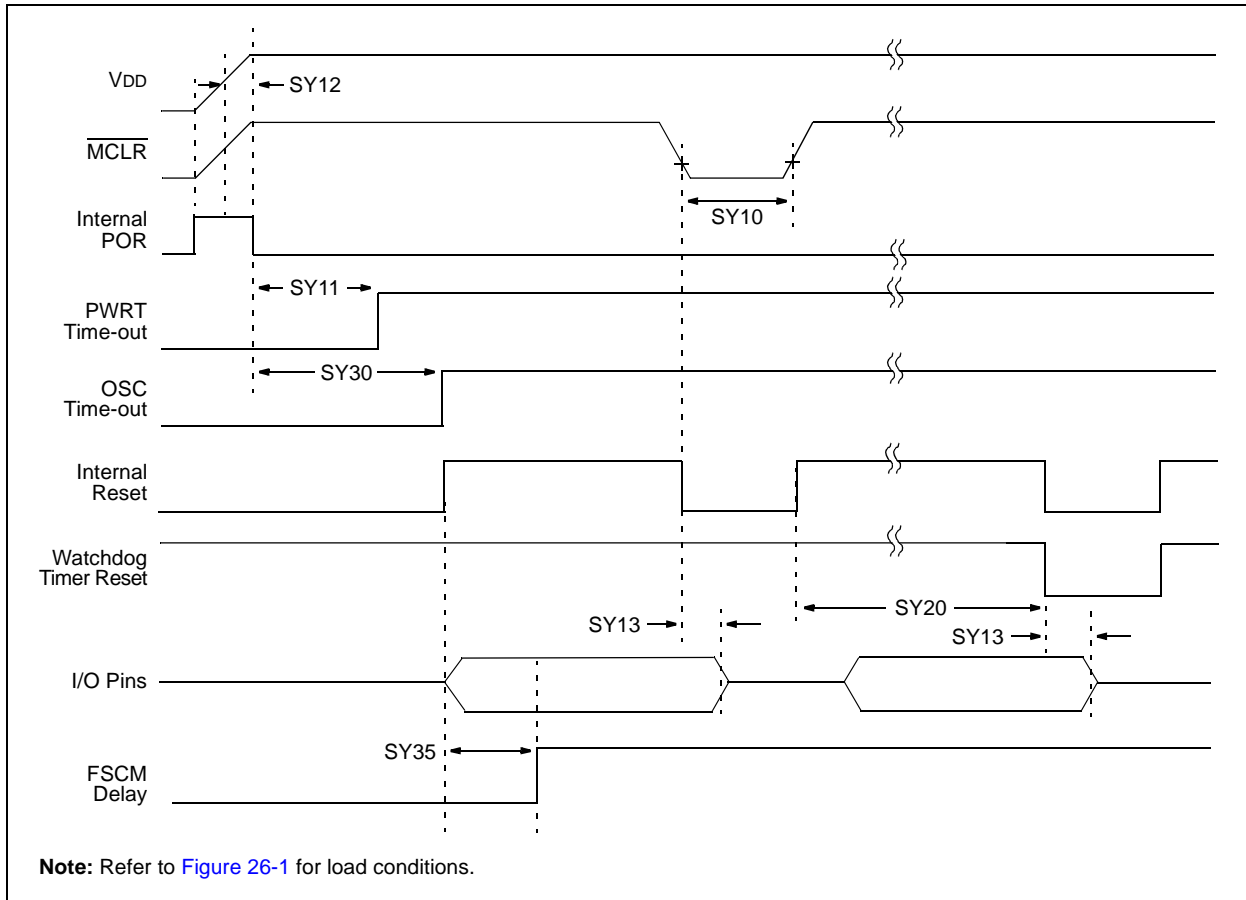 VDD
SY12
MCLR
SY10
Internal
POR
SY11
PWRT
Time-out
SY30
OSC
Time-out
Internal
Reset
Watchdog
Timer Reset
SY20
SY13
SY13
I/O Pins
SY35
FSCM
Delay
Note: Refer to Figure 26-1 for load conditions.